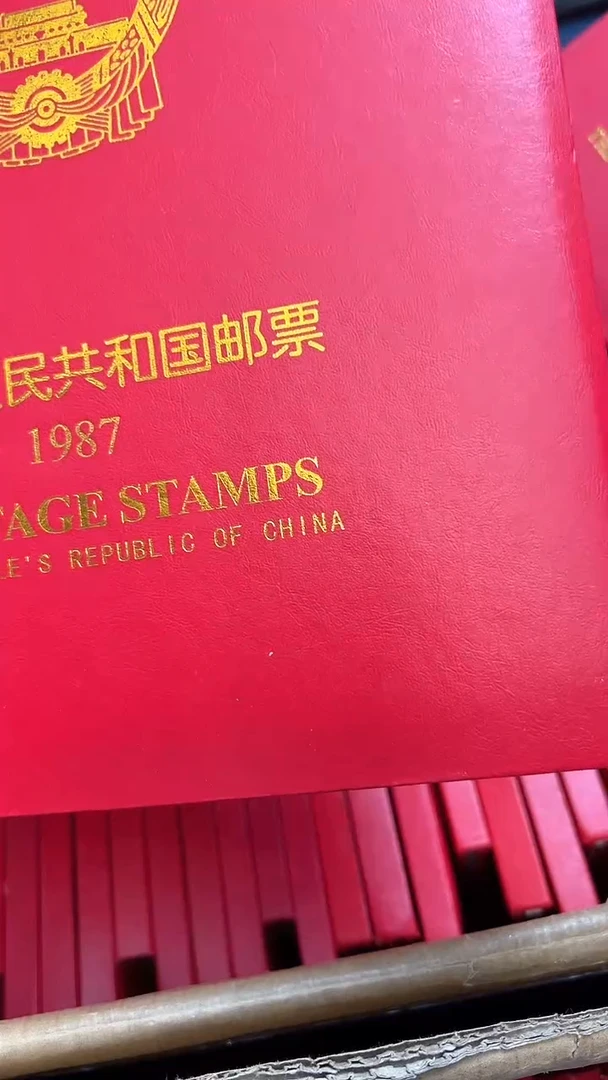 民共和国邮票
1987
TAGE STAMPS
LE'S REPUBLIC OF CHINA